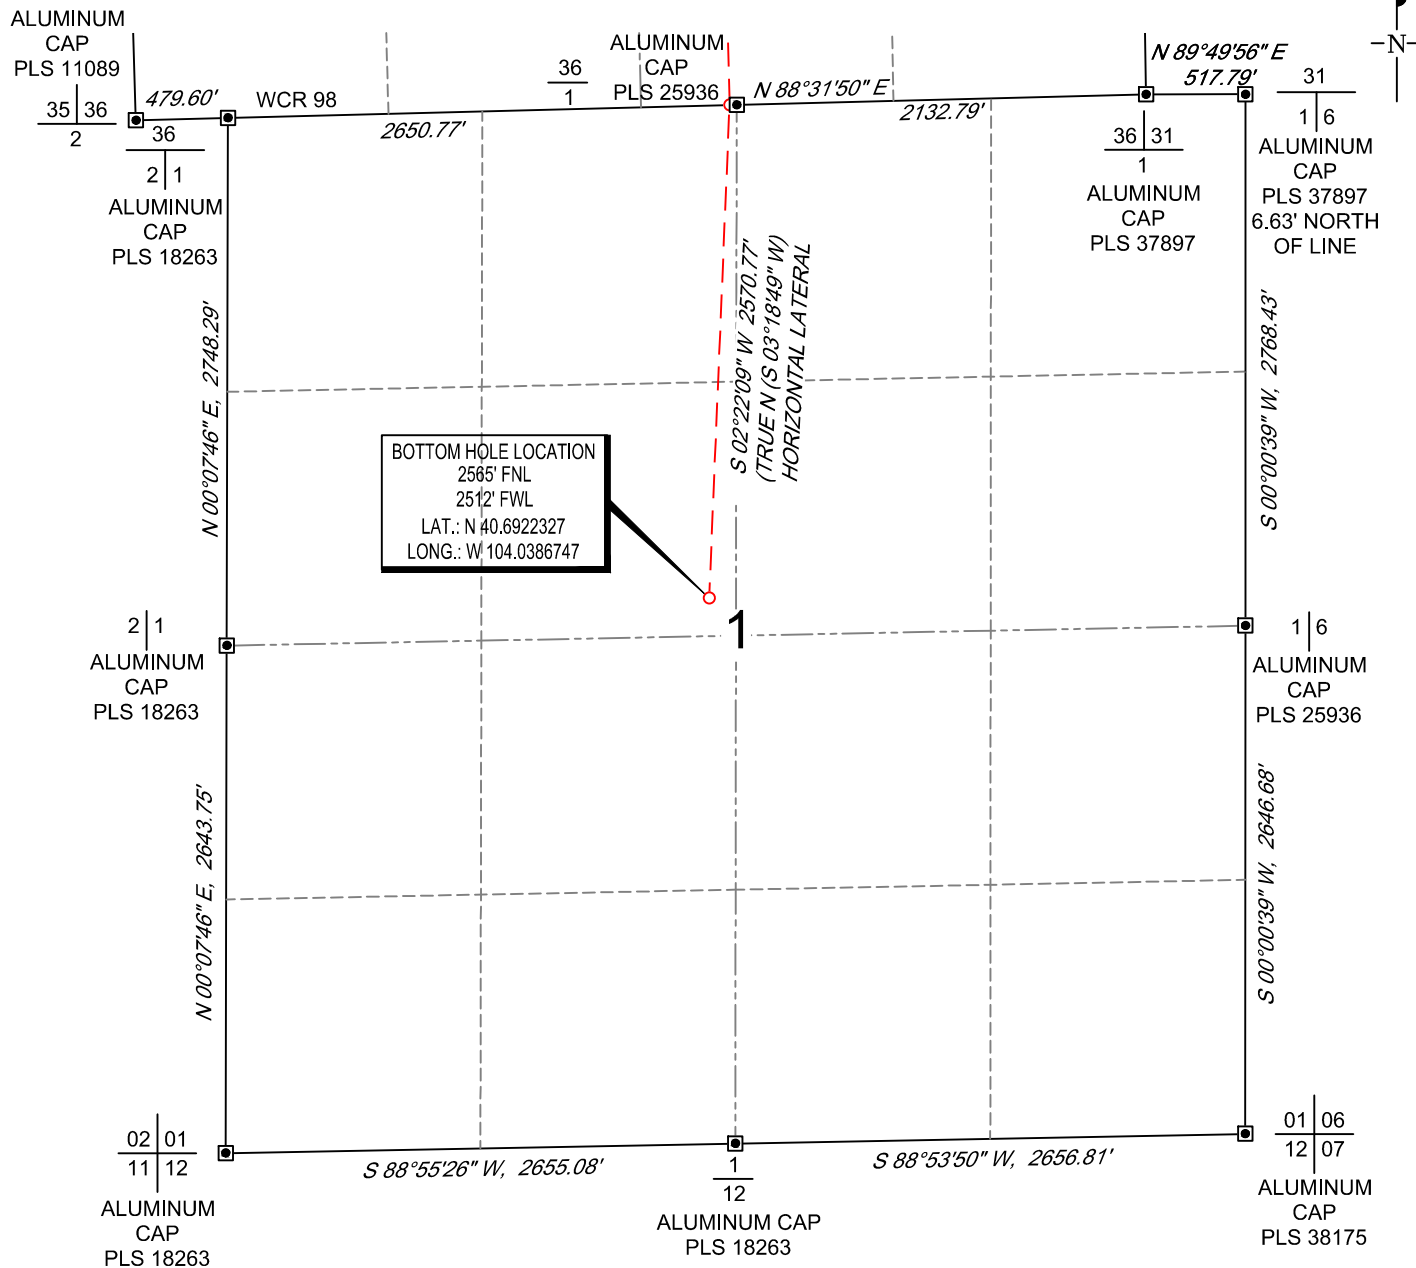 ALUMINUM
CAP
PLS 11089
35 36
2
479.60'
WCR 98
36
2 1
ALUMINUM
CAP
PLS 18263
2650.77'
36
1
ALUMINUM
CAP
PLS 25936
N 88°31'50" E
2132.79'
N 89°49'56" E
517.79'
N
31
1 6
ALUMINUM
CAP
PLS 37897
6.63' NORTH
OF LINE
36 31
1
ALUMINUM
CAP
PLS 37897
N 00°07'46" E, 2748.29'
S 02°22'09" W 2570.77'
(TRUE N (S 03°18'49" W)
HORIZONTAL LATERAL
S 00°00'39" W, 2768.43'
BOTTOM HOLE LOCATION
2565' FNL
2512' FWL
LAT.: N 40.6922327
LONG.: W 104.0386747
1
2 1
ALUMINUM
CAP
PLS 18263
1 6
ALUMINUM
CAP
PLS 25936
N 00°07'46" E, 2643.75'
S 00°00'39" W, 2646.68'
02 01
11 12
ALUMINUM
CAP
PLS 18263
S 88°55'26" W, 2655.08'
1
12
ALUMINUM CAP
PLS 18263
S 88°53'50" W, 2656.81'
01 06
12 07
ALUMINUM
CAP
PLS 38175